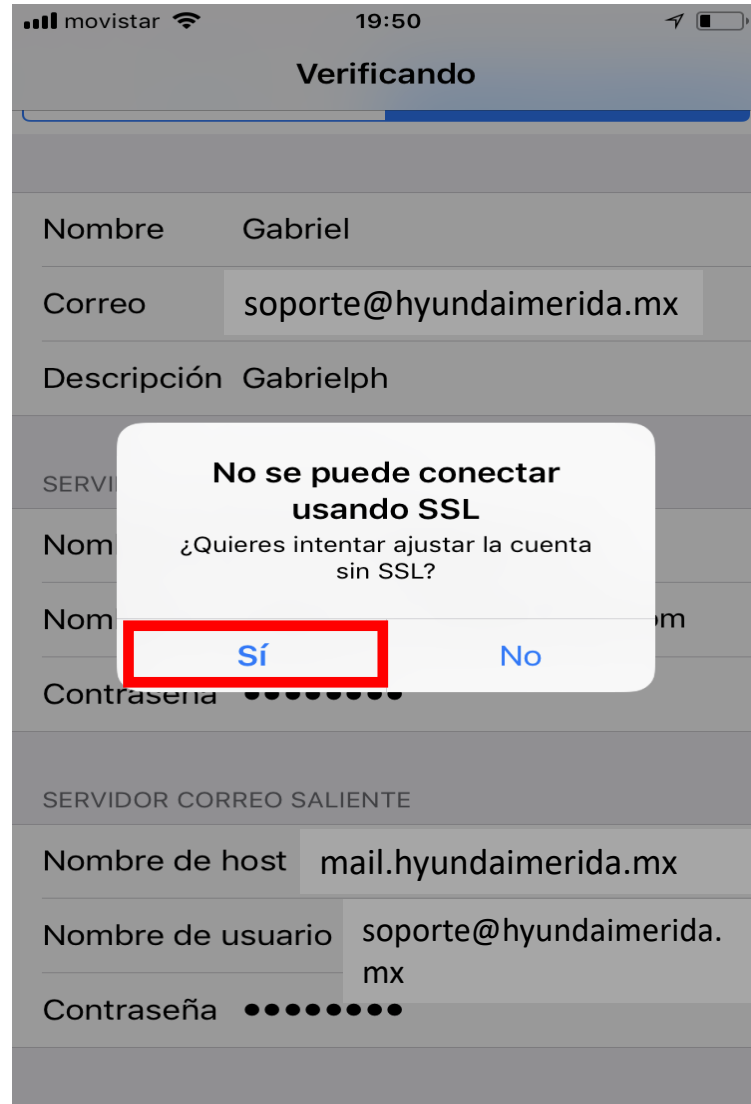 movistar 19:50
Verificando
Nombre Gabriel
Correo soporte@hyundaimerida.mx
Descripción Gabrielph
No se puede conectar
usando SSL
¿Quieres intentar ajustar la cuenta
sin SSL?
Sí No
Contraseña ●●●●●●●●
SERVIDOR CORREO SALIENTE
Nombre de host mail.hyundaimerida.mx
Nombre de usuario soporte@hyundaimerida.
mx
Contraseña ●●●●●●●●